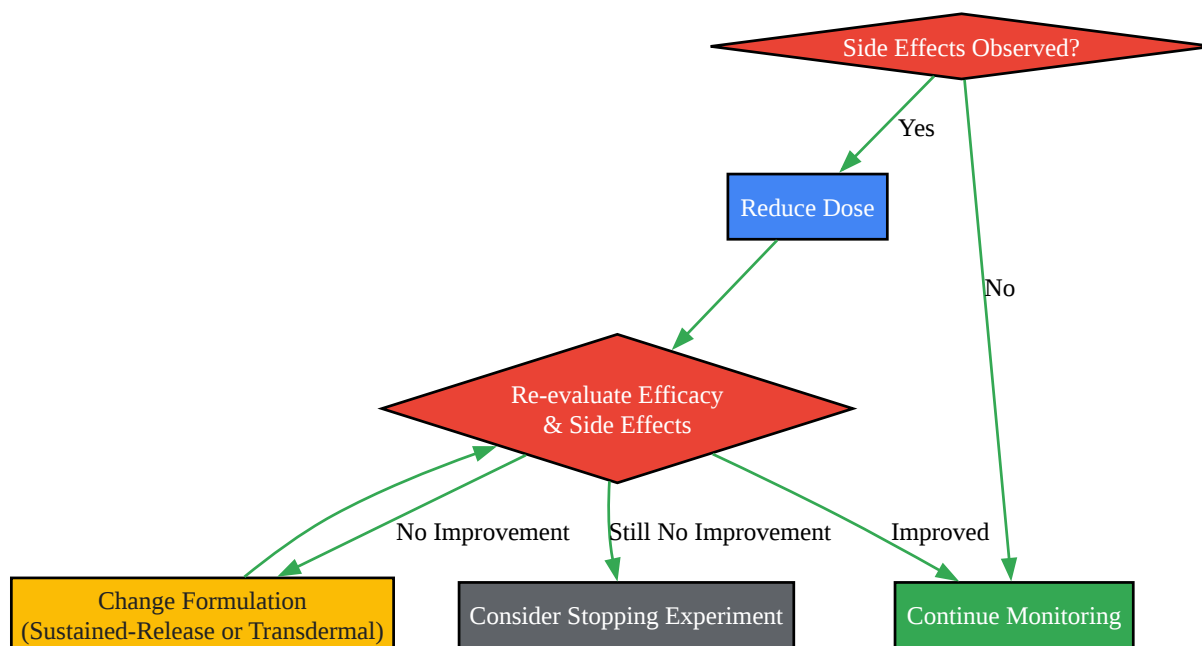 Side Effects Observed?
Yes
Reduce Dose
No
Re-evaluate Efficacy
& Side Effects
No Improvement
Still No Improvement
Improved
Change Formulation
(Sustained-Release or Transdermal)
Consider Stopping Experiment
Continue Monitoring